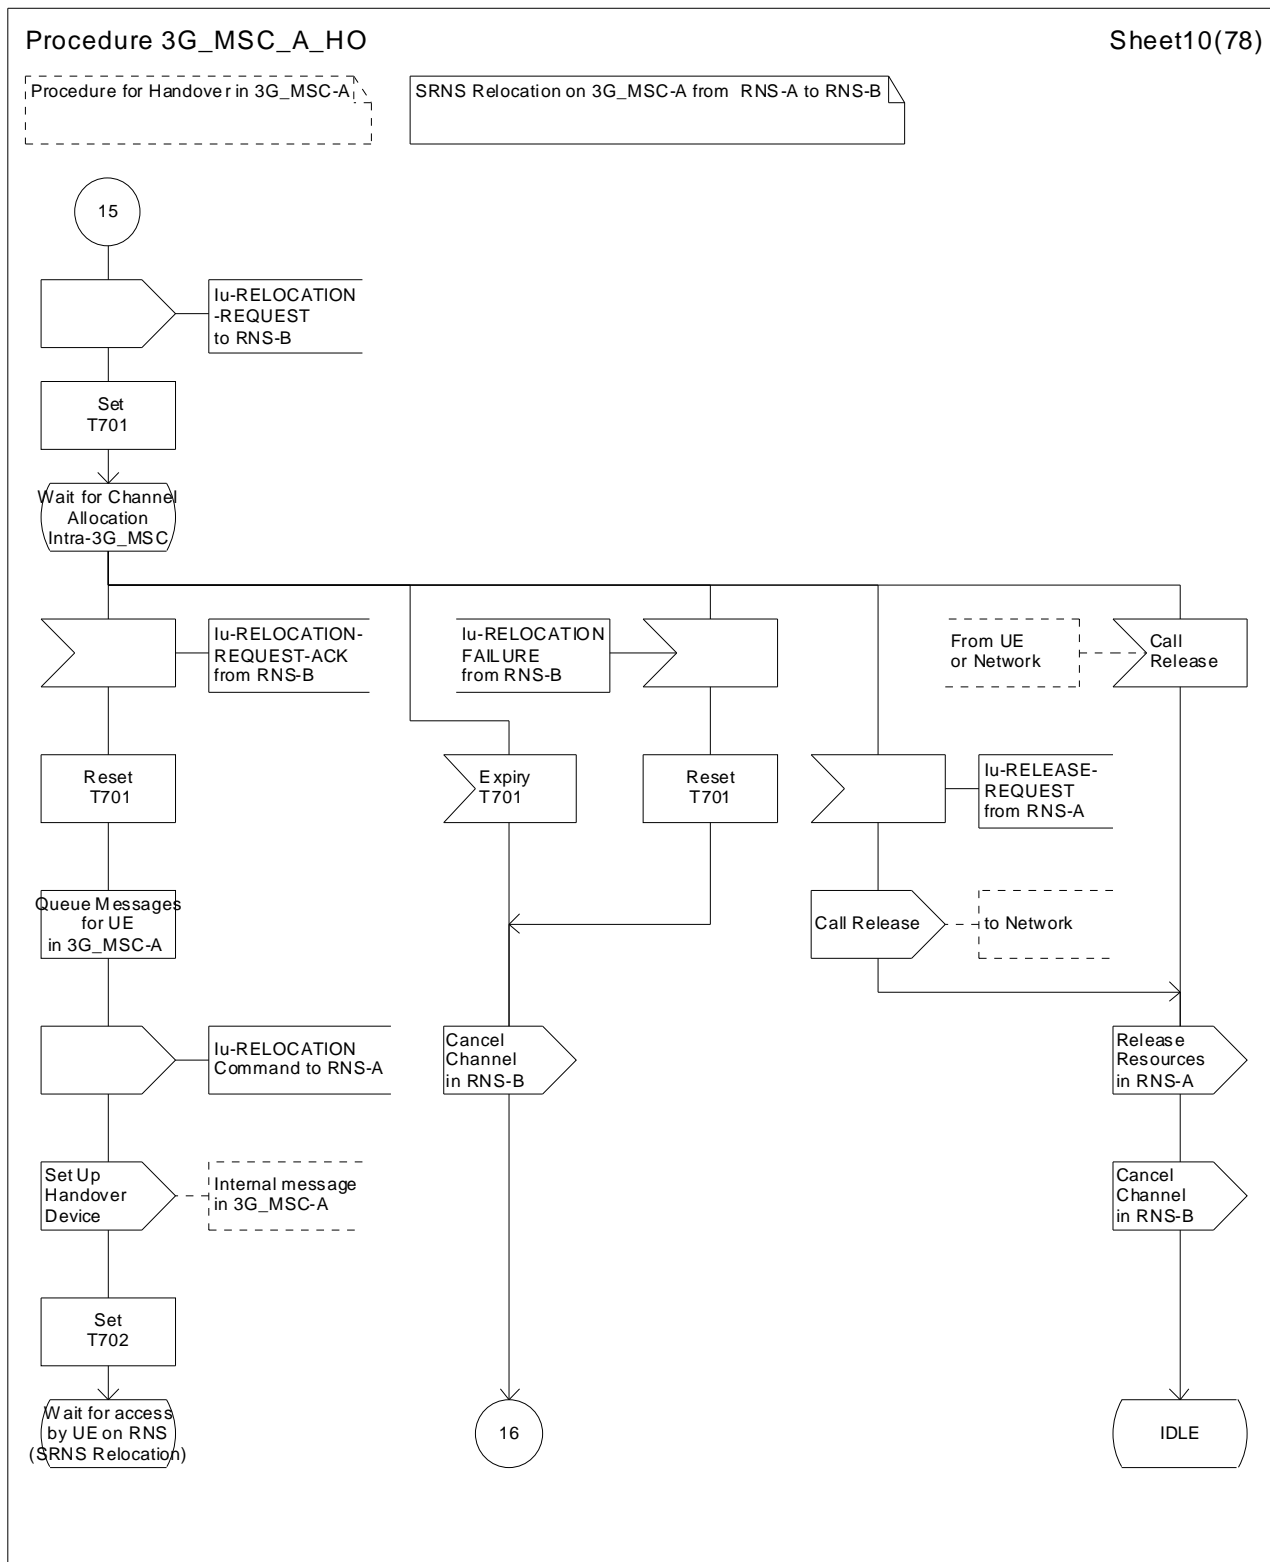 Procedure 3G_MSC_A_HO
Sheet10(78)
Procedure for Handover in 3G_MSC-A
SRNS Relocation on 3G_MSC-A from RNS-A to RNS-B
15
Iu-RELOCATION
-REQUEST
to RNS-B
Set
T701
Wait for Channel
Allocation
Intra-3G_MSC
Iu-RELOCATION-
REQUEST-ACK
from RNS-B
Iu-RELOCATION
FAILURE
from RNS-B
From UE
or Network
Call
Release
Reset
T701
Expiry
T701
Reset
T701
Iu-RELEASE-
REQUEST
from RNS-A
Queue Messages
for UE
in 3G_MSC-A
Call Release
to Network
Iu-RELOCATION
Command to RNS-A
Cancel
Channel
in RNS-B
Release
Resources
in RNS-A
Set Up
Handover
Device
Internal message
in 3G_MSC-A
Cancel
Channel
in RNS-B
Set
T702
Wait for access
by UE on RNS
(SRNS Relocation)
16
IDLE